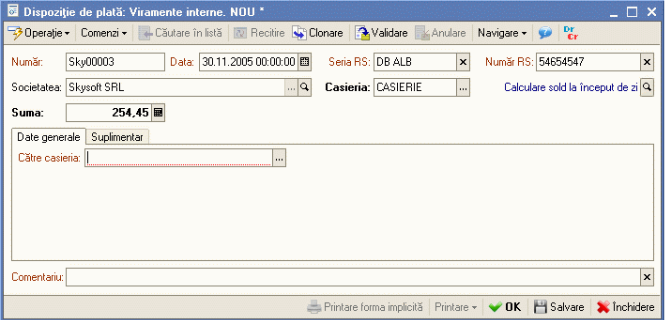 Dispoziţie de plată: Viramente interne. NOU *
Operaţie Comenzi Căutare în listă Recitire Clonare Validare Anulare Navigare Dr Cr
Număr: Sky00003 Data: 30.11.2005 00:00:00 Seria RS: DB ALB Număr RS: 54654547
Societatea: Skysoft SRL ... Casieria: CASIERIE ... Calculare sold la început de zi
Suma: 254,45
Date generale Suplimentar
Către casieria: ...
Comentariu:
Printare forma implicită Printare OK Salvare Închidere